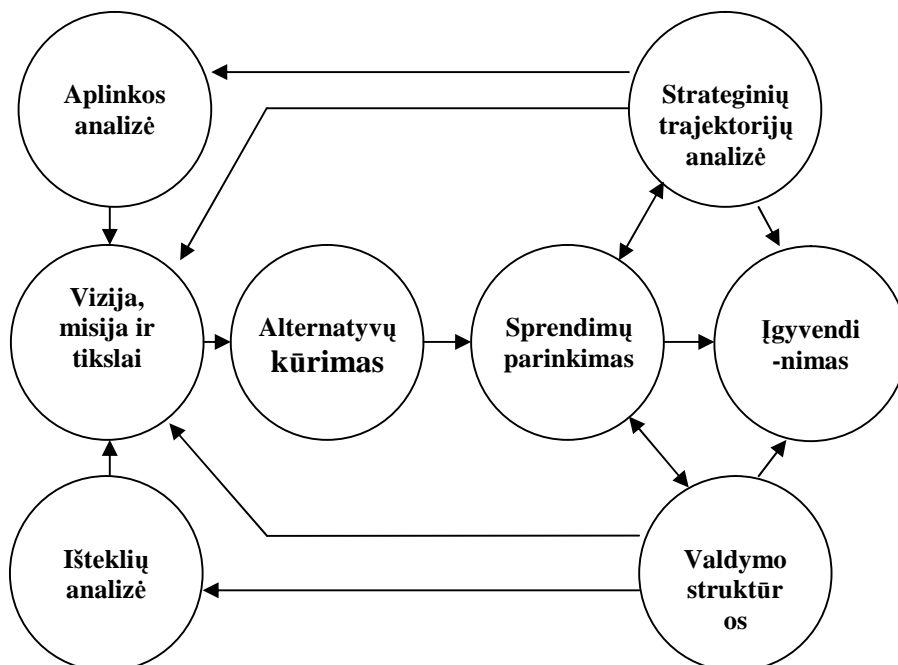 Aplinkos
analizė
Strateginių
trajektorijų
analizė
Vizija,
misija ir
tikslai
Alternatyvų
kūrimas
Sprendimų
parinkimas
Įgyvendi
-nimas
Išteklių
analizė
Valdymo
struktūr
os